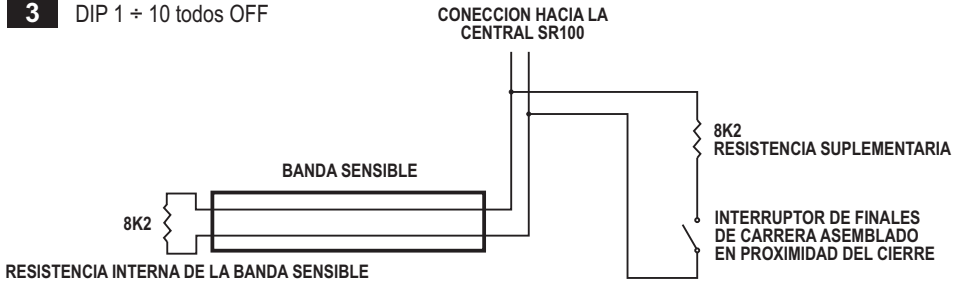 3 DIP 1 ÷ 10 todos OFF
CONECCION HACIA LA
CENTRAL SR100
8K2
RESISTENCIA SUPLEMENTARIA
BANDA SENSIBLE
8K2
INTERRUPTOR DE FINALES
DE CARRERA ASEMBLADO
EN PROXIMIDAD DEL CIERRE
RESISTENCIA INTERNA DE LA BANDA SENSIBLE